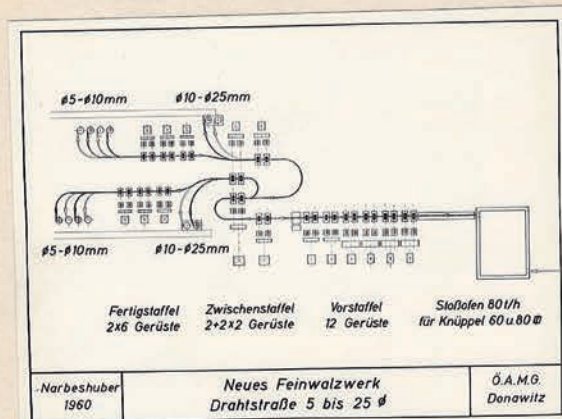 ø5-ø10mm
ø10-ø25mm
ø5-ø10mm
ø10-ø25mm
Fertigstaffel
2x6 Gerüste
Zwischenstaffel
2+2x2 Gerüste
Vorstaffel
12 Gerüste
Stoßofen 80t/h
für Knüppel 60u.80
Narbeshuber
1960
Neues Feinwalzwerk
Drahtstraße 5 bis 25 ø
Ö.A.M.G.
Donawitz